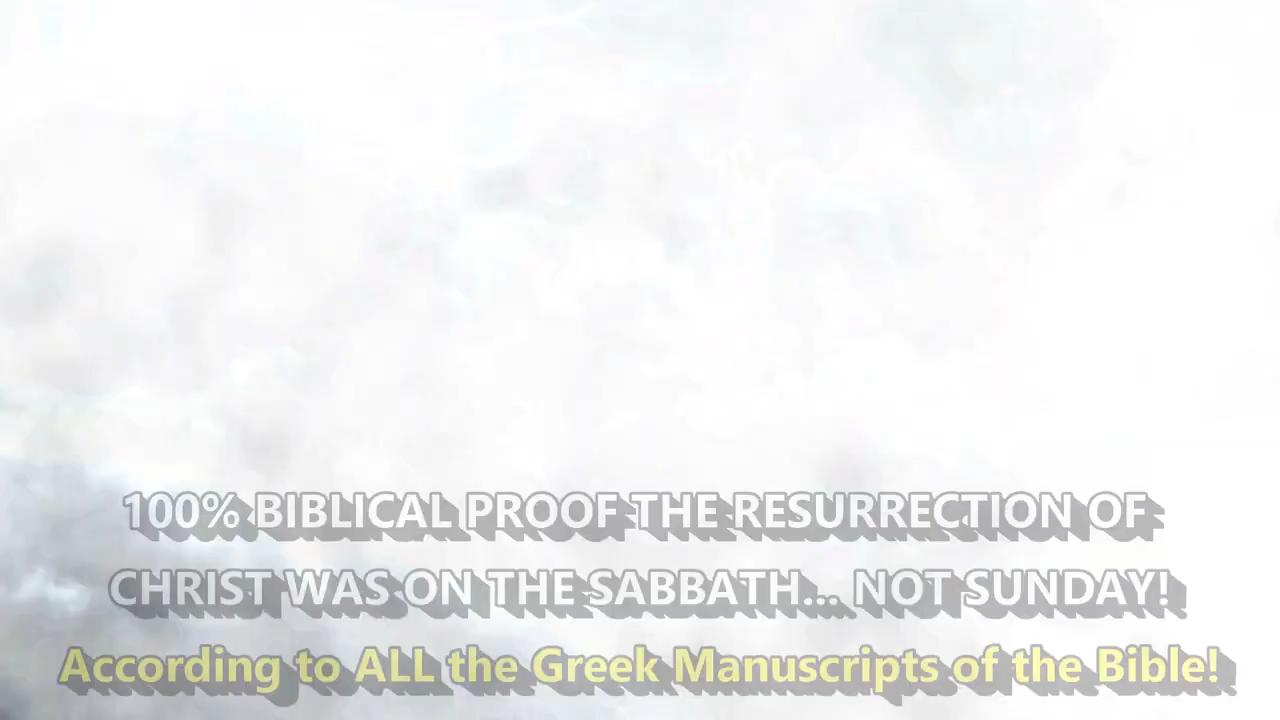 100% BIBLICAL PROOF THE RESURRECTION OF
CHRIST WAS ON THE SABBATH... NOT SUNDAY!
According to ALL the Greek Manuscripts of the Bible!